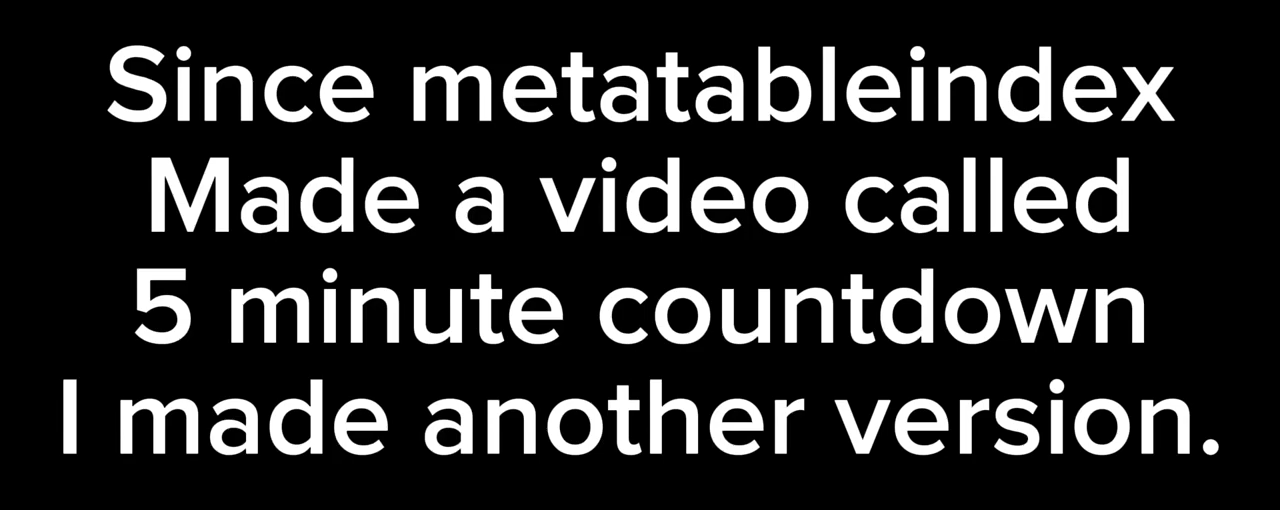 Since metatableindex
Made a video called
5 minute countdown
I made another version.